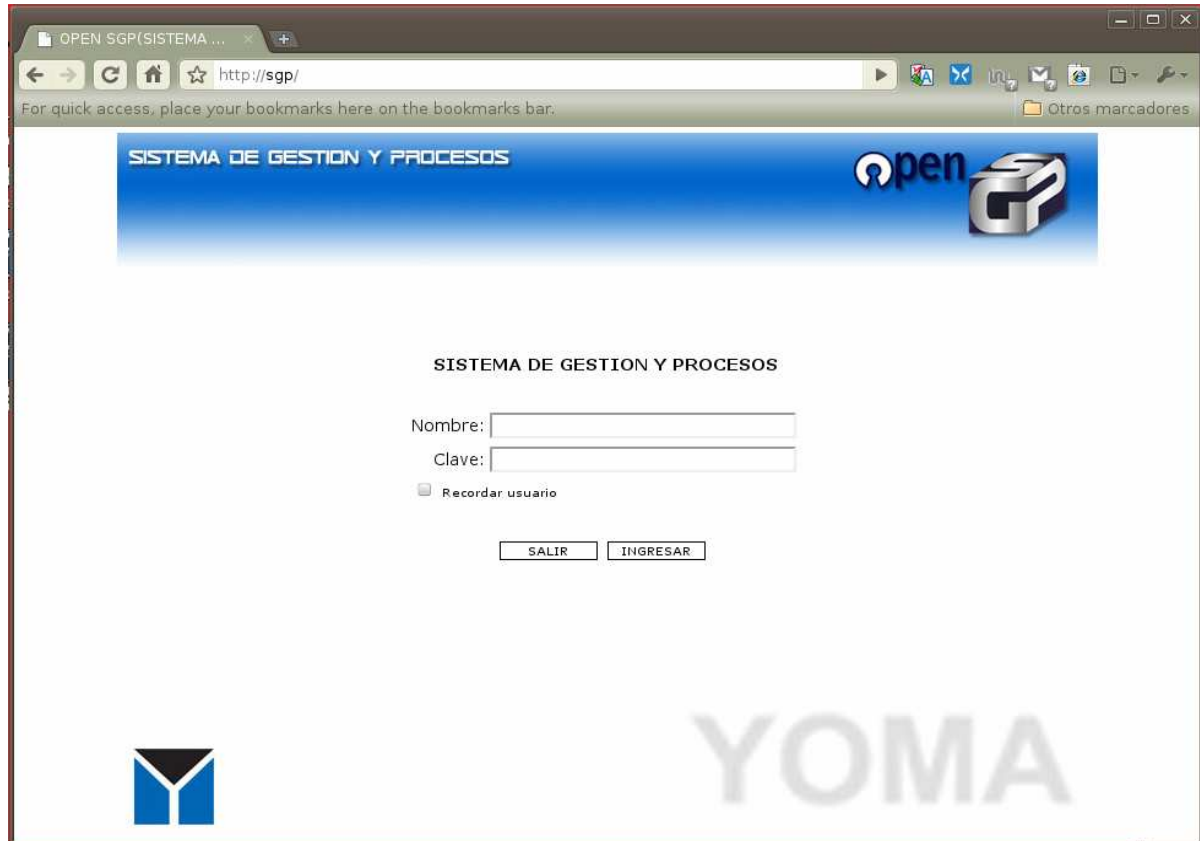 OPEN SGP(SISTEMA ...
http://sgp/
For quick access, place your bookmarks here on the bookmarks bar.
Otros marcadores
SISTEMA DE GESTION Y PROCESOS
open SGP
SISTEMA DE GESTION Y PROCESOS
Nombre:
Clave:
Recordar usuario
SALIR
INGRESAR
YOMA